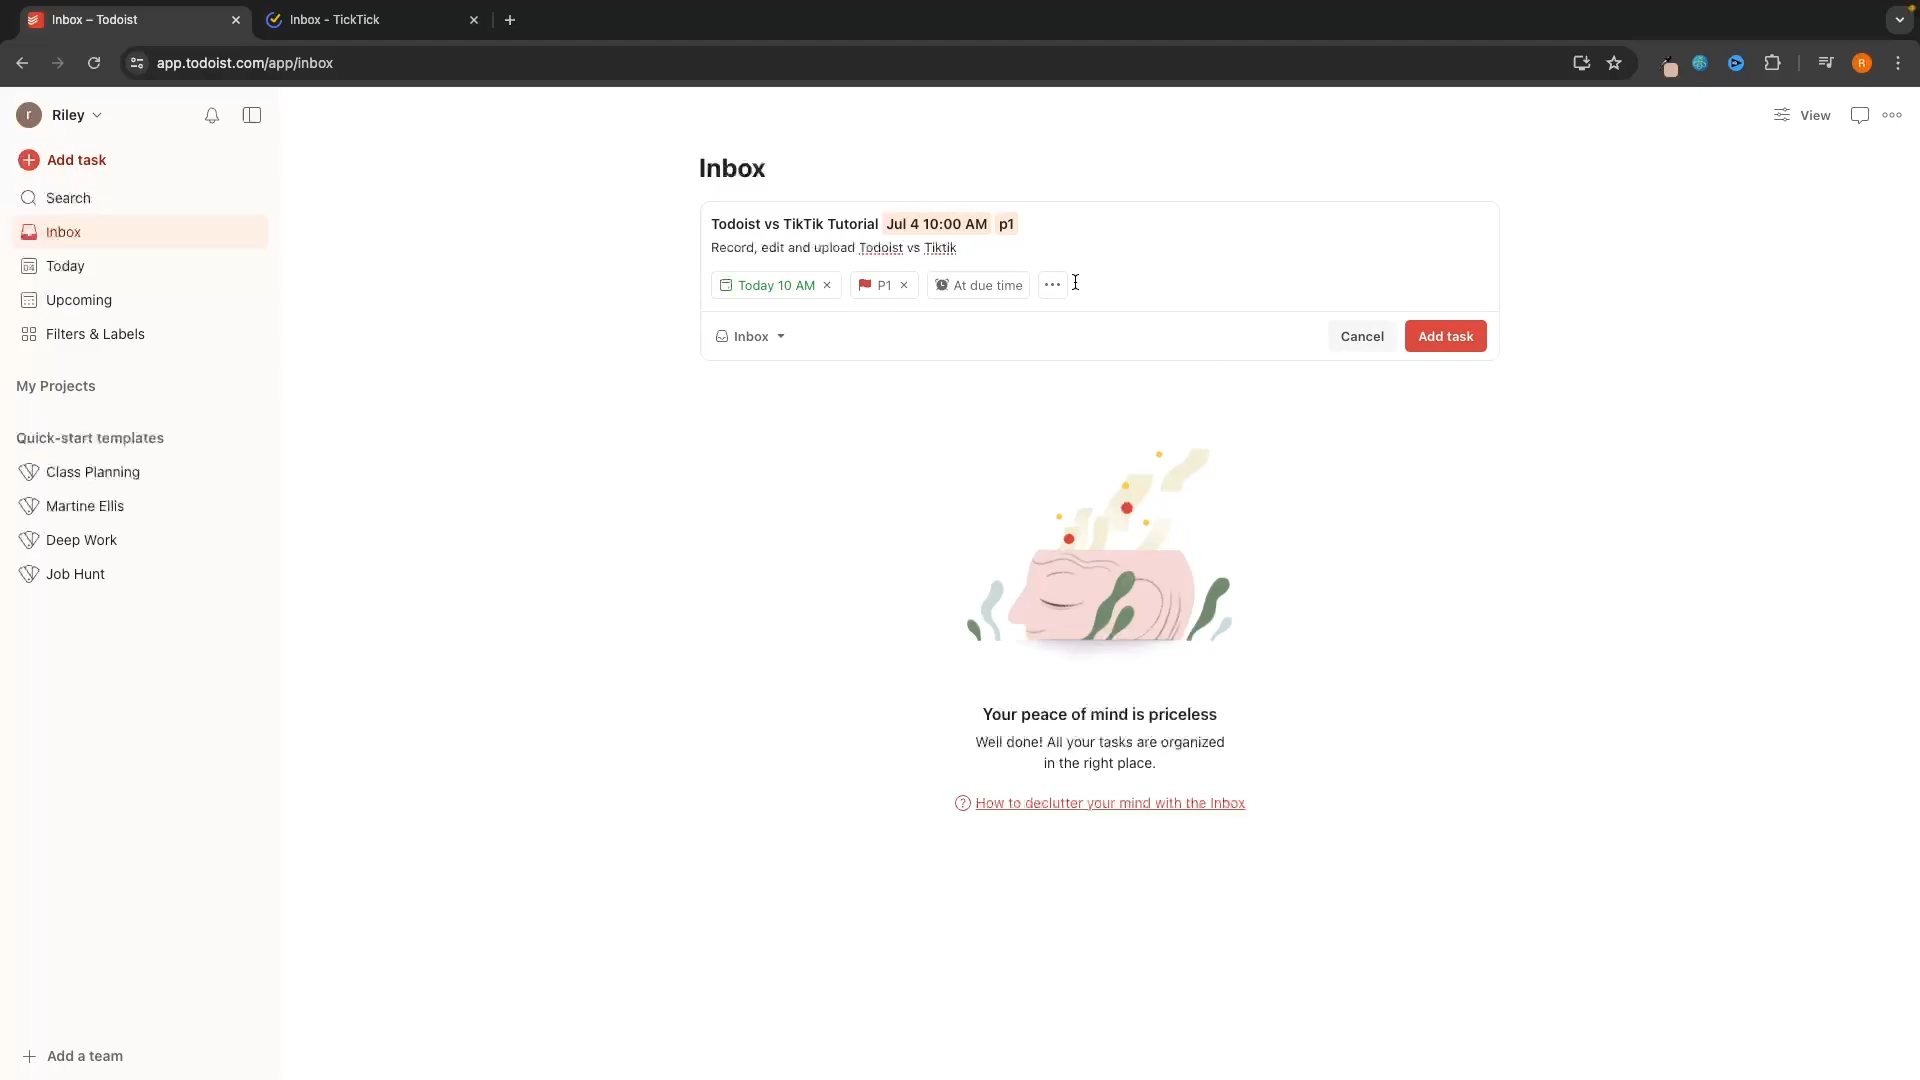 Inbox – Todoist
Inbox - TickTick
app.todoist.com/app/inbox
R
r
Riley
View
Add task
Search
Inbox
04
Today
Upcoming
Filters & Labels
My Projects
Quick-start templates
Class Planning
Martine Ellis
Deep Work
Job Hunt
Add a team
Inbox
Todoist vs TikTik Tutorial Jul 4 10:00 AM p1
Record, edit and upload Todoist vs Tiktik
Today 10 AM
P1
At due time
Inbox
Cancel
Add task
Your peace of mind is priceless
Well done! All your tasks are organized
in the right place.
How to declutter your mind with the Inbox